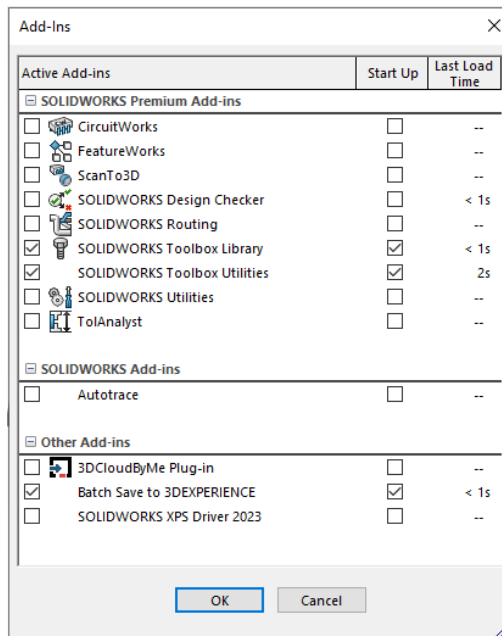 Add-Ins
Active Add-ins Start Up Last Load Time
SOLIDWORKS Premium Add-ins
CircuitWorks --
FeatureWorks --
ScanTo3D --
SOLIDWORKS Design Checker < 1s
SOLIDWORKS Routing --
SOLIDWORKS Toolbox Library < 1s
SOLIDWORKS Toolbox Utilities 2s
SOLIDWORKS Utilities --
TolAnalyst --
SOLIDWORKS Add-ins
Autotrace --
Other Add-ins
3DCloudByMe Plug-in --
Batch Save to 3DEXPERIENCE < 1s
SOLIDWORKS XPS Driver 2023 --
OK Cancel